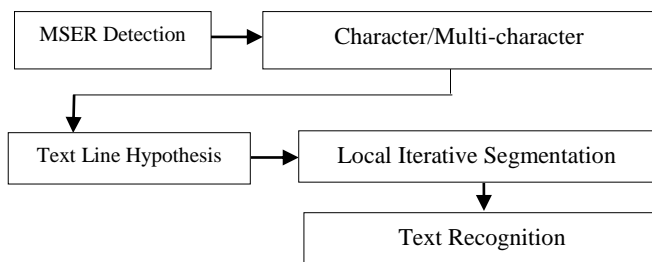 MSER Detection
Character/Multi-character
Text Line Hypothesis
Local Iterative Segmentation
Text Recognition